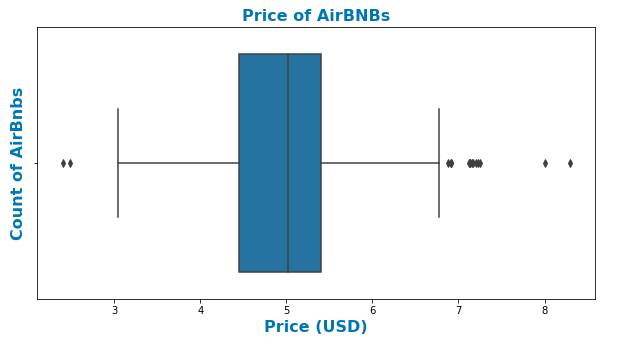 Price of AirBNBs
Count of AirBnbs
3 4 5 6 7 8
Price (USD)